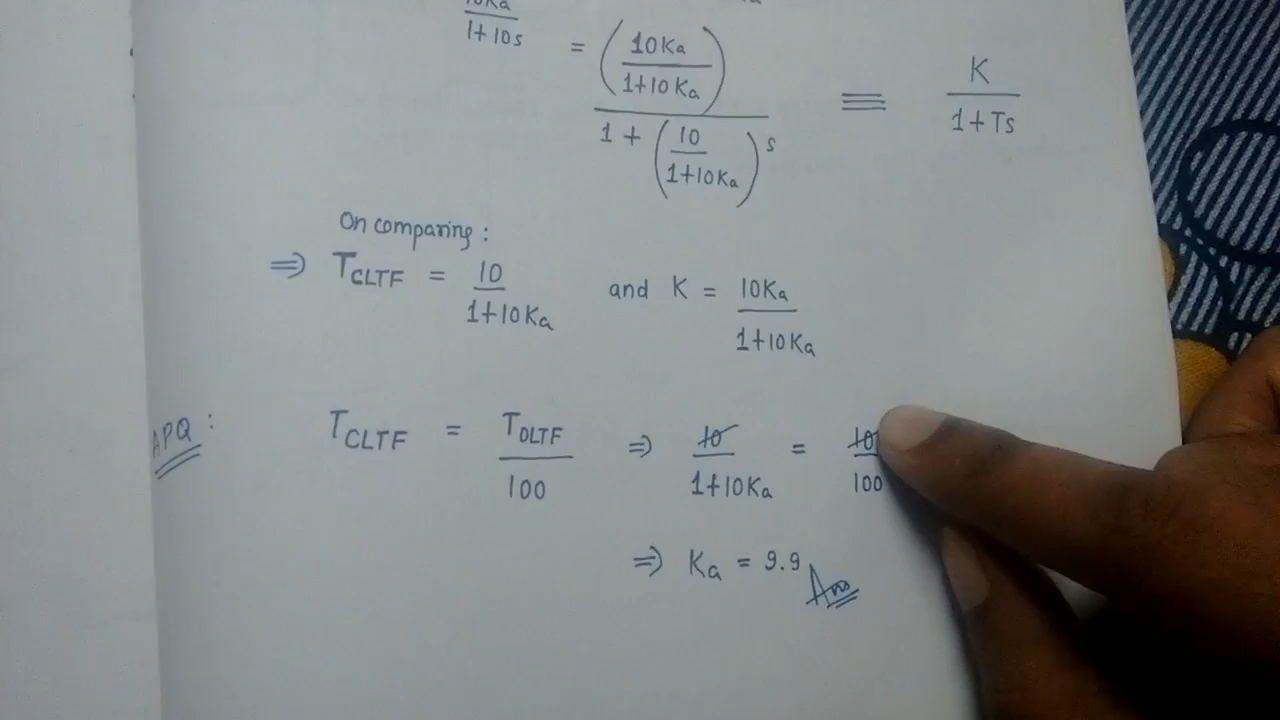 10Ka
1+10s
= (10Ka / 1+10Ka) / 1 + (10 / 1+10Ka) s ≡ K / 1+Ts
On comparing :
⇒ TCLTF = 10 / 1+10Ka and K = 10Ka / 1+10Ka
APQ : TCLTF = TOLTF / 100 ⇒ 10 / 1+10Ka = 10 / 100
⇒ Ka = 9.9 Ans